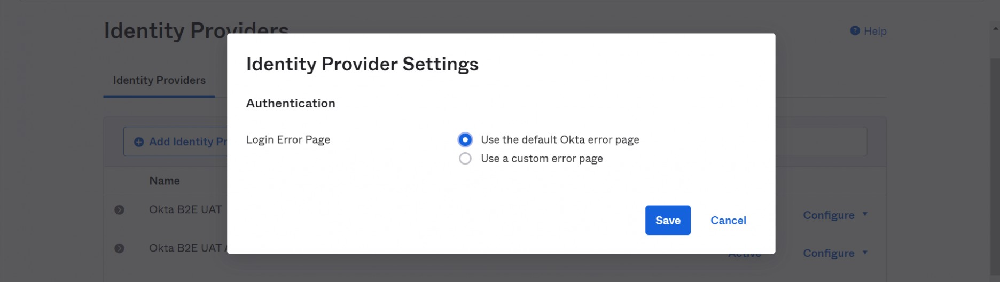 Identity Providers
Help
Identity Provider Settings
Identity Providers
Authentication
Login Error Page
Use the default Okta error page
Add Identity Pr
Use a custom error page
Name
Okta B2E UAT
Configure
Save
Cancel
Okta B2E UAT
Active
Configure